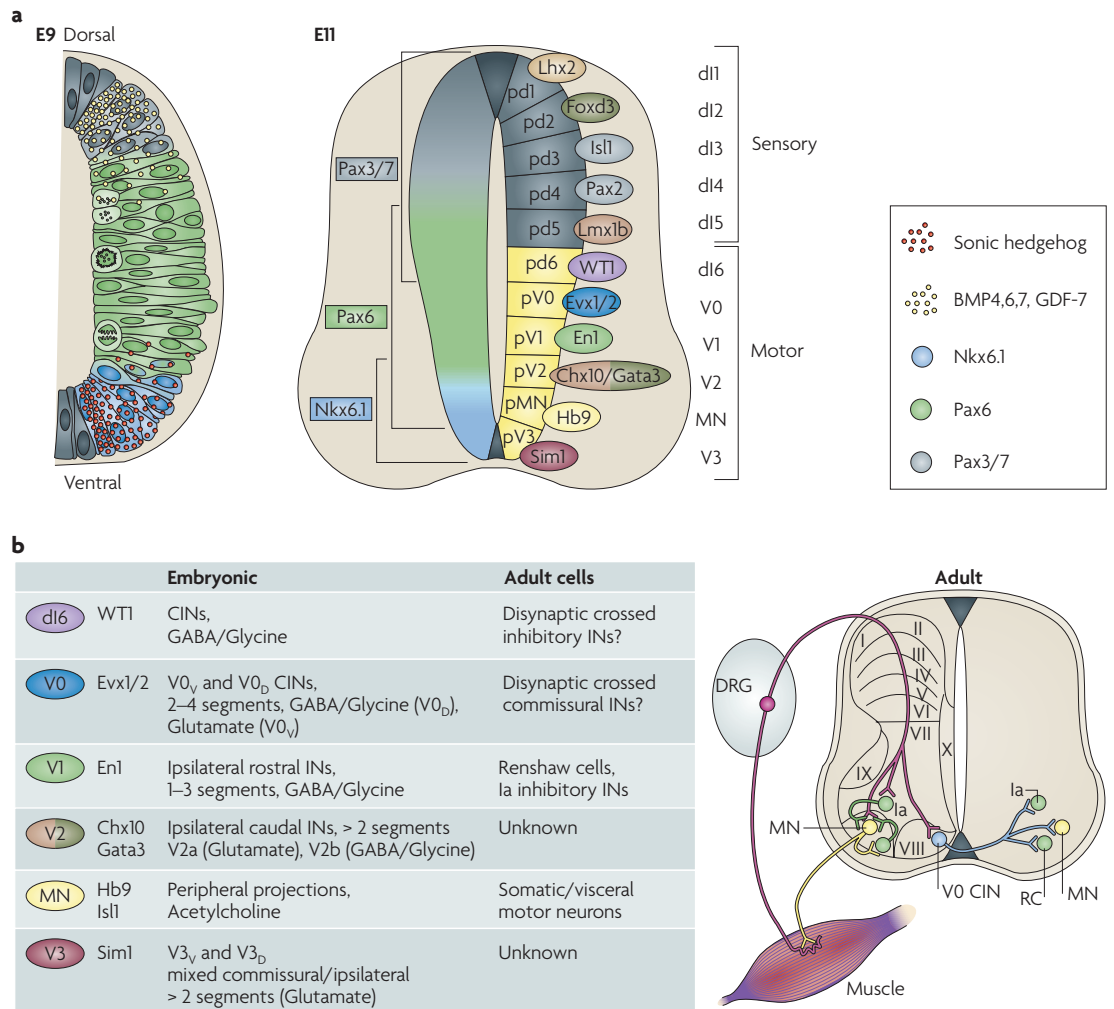 a
E9 Dorsal
Ventral
E11
Pax3/7
Pax6
Nkx6.1
pd1
pd2
pd3
pd4
pd5
pd6
pV0
pV1
pV2
pMN
pV3
Lhx2
Foxd3
Isl1
Pax2
Lmx1b
WT1
Evx1/2
En1
Chx10/Gata3
Hb9
Sim1
dI1
dI2
dI3
dI4
dI5
dI6
V0
V1
V2
MN
V3
Sensory
Motor
Sonic hedgehog
BMP4,6,7, GDF-7
Nkx6.1
Pax6
Pax3/7
b
Embryonic Adult cells
dI6 WT1 CINs, Disynaptic crossed
GABA/Glycine inhibitory INs?
V0 Evx1/2 V0V and V0D CINs, Disynaptic crossed
2–4 segments, GABA/Glycine (V0D), commissural INs?
Glutamate (V0V)
V1 En1 Ipsilateral rostral INs, Renshaw cells,
1–3 segments, GABA/Glycine Ia inhibitory INs
V2 Chx10 Ipsilateral caudal INs, > 2 segments Unknown
Gata3 V2a (Glutamate), V2b (GABA/Glycine)
MN Hb9 Peripheral projections, Somatic/visceral
Isl1 Acetylcholine motor neurons
V3 Sim1 V3V and V3D Unknown
mixed commissural/ipsilateral
> 2 segments (Glutamate)
Adult
DRG
I
II
III
IV
V
VI
VII
X
IX
Ia
MN
VIII
Ia
V0 CIN
RC
MN
Muscle